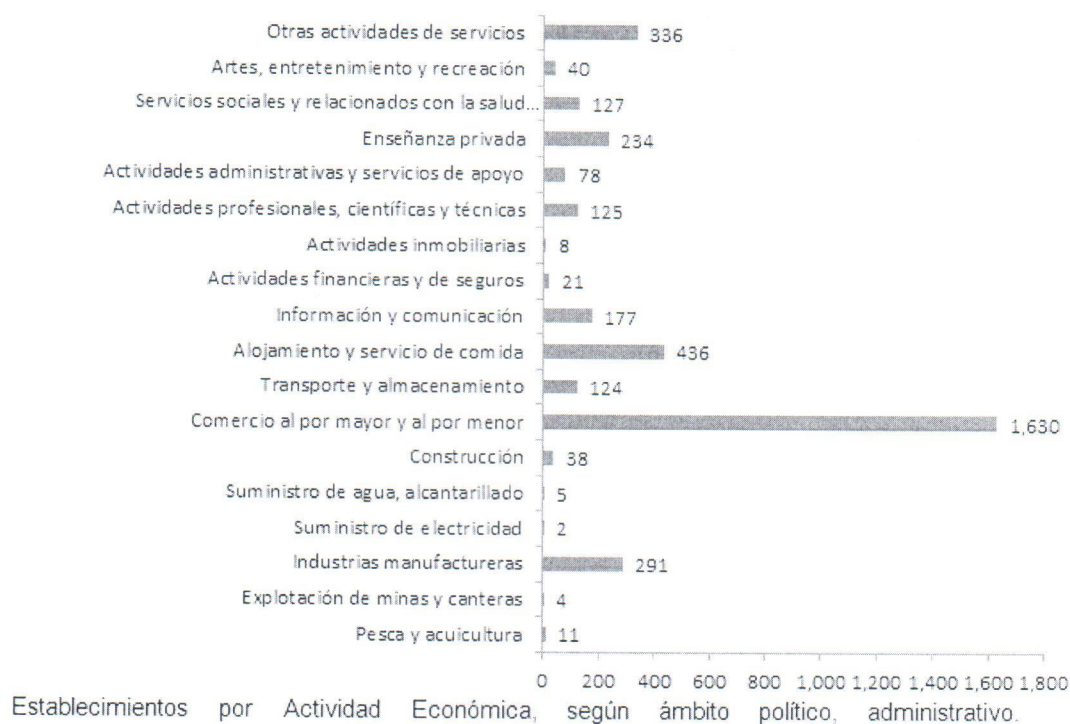 Otras actividades de servicios 336
Artes, entretenimiento y recreación 40
Servicios sociales y relacionados con la salud... 127
Enseñanza privada 234
Actividades administrativas y servicios de apoyo 78
Actividades profesionales, científicas y técnicas 125
Actividades inmobiliarias 8
Actividades financieras y de seguros 21
Información y comunicación 177
Alojamiento y servicio de comida 436
Transporte y almacenamiento 124
Comercio al por mayor y al por menor 1,630
Construcción 38
Suministro de agua, alcantarillado 5
Suministro de electricidad 2
Industrias manufactureras 291
Explotación de minas y canteras 4
Pesca y acuicultura 11
0 200 400 600 800 1,000 1,200 1,400 1,600 1,800
Establecimientos por Actividad Económica, según ámbito político, administrativo.